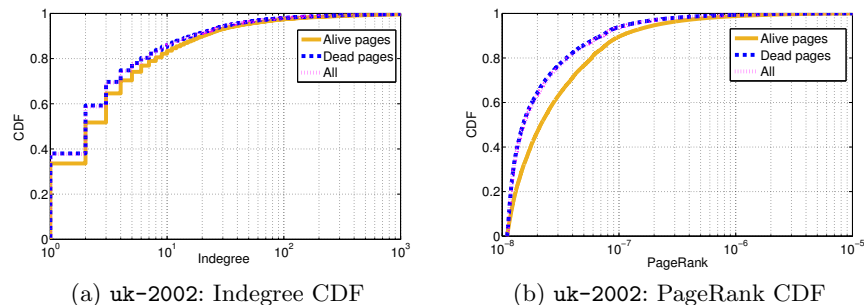 1
0.8
0.6
0.4
0.2
0
CDF
Alive pages
Dead pages
All
10^0
10^1
10^2
10^3
Indegree
(a) uk-2002: Indegree CDF
1
0.8
0.6
0.4
0.2
0
CDF
Alive pages
Dead pages
All
10^-8
10^-7
10^-6
10^-5
PageRank
(b) uk-2002: PageRank CDF